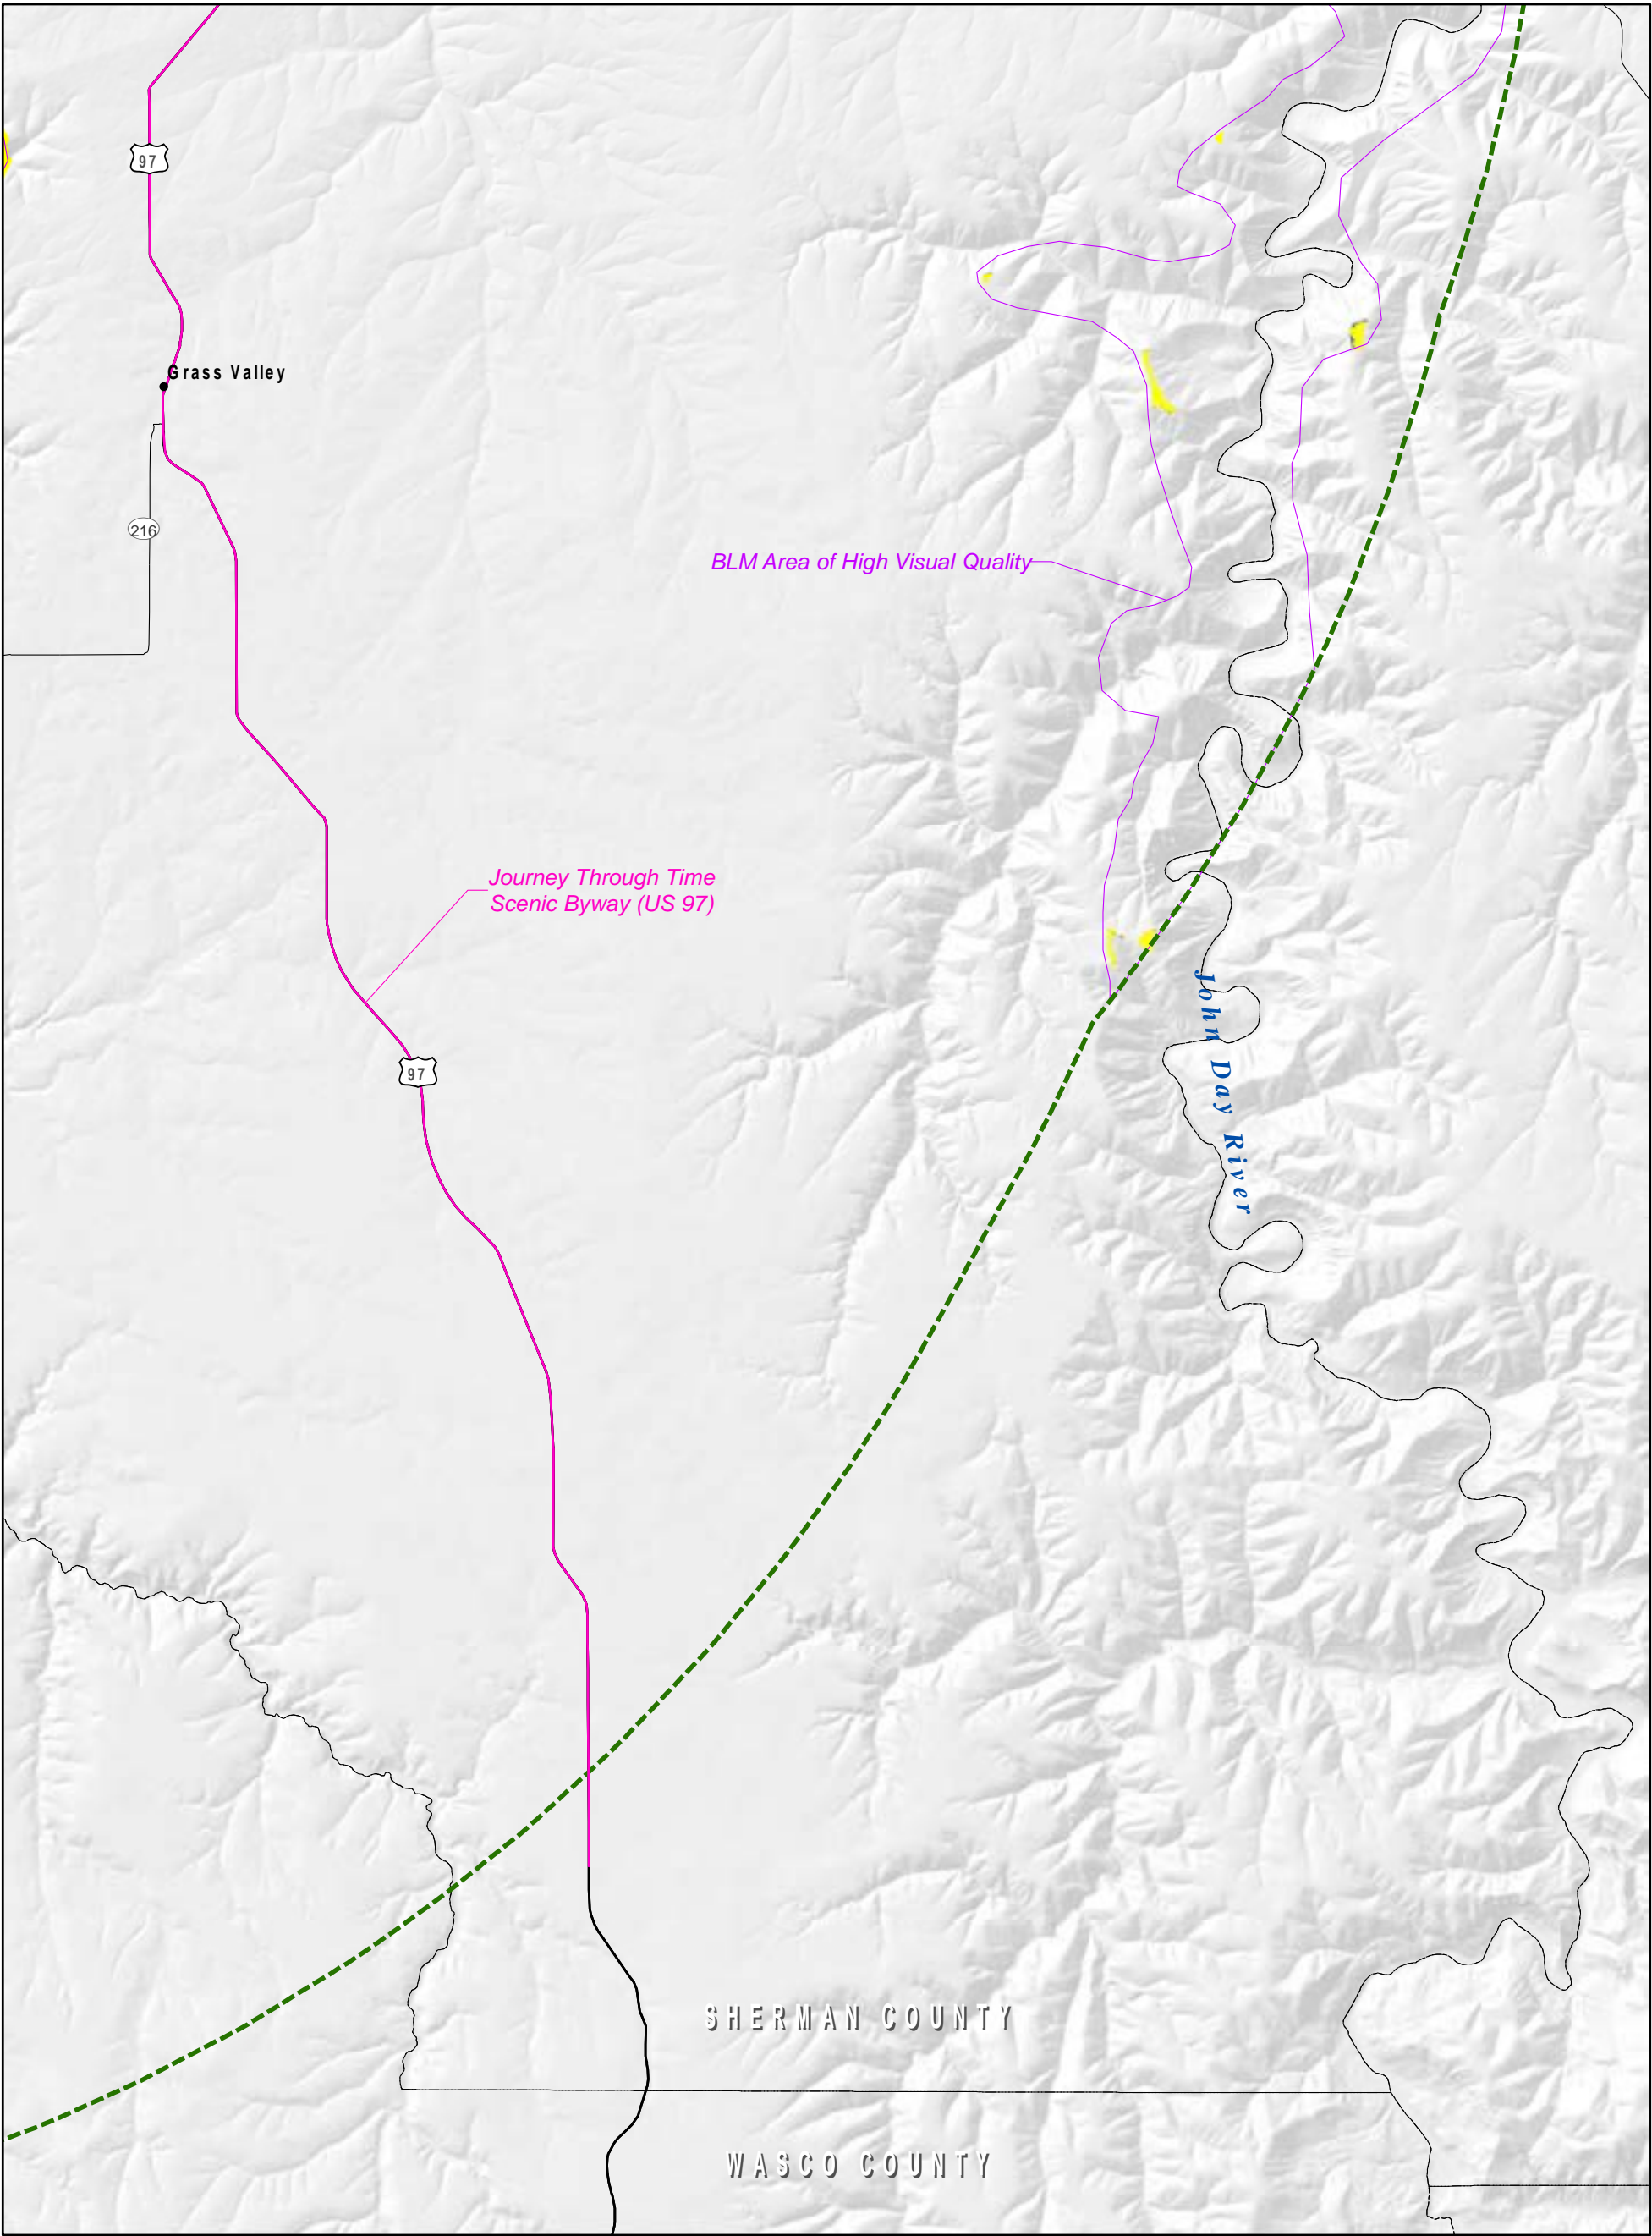 97
Grass Valley
216
BLM Area of High Visual Quality
Journey Through Time
Scenic Byway (US 97)
97
John Day River
SHERMAN COUNTY
WASCO COUNTY